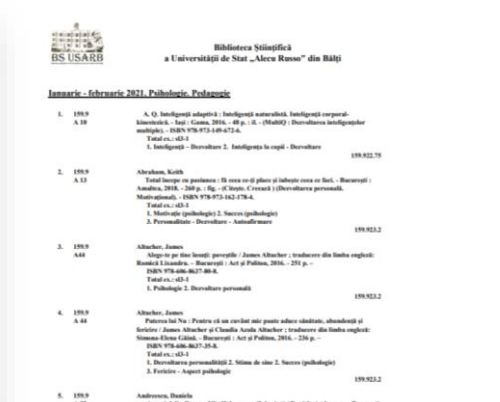 BS USARB
Biblioteca Științifică
a Universității de Stat „Alecu Russo” din Bălți
Ianuarie - februarie 2021. Psihologie. Pedagogie
1. 159.9 A. Q. Inteligență adaptivă : Inteligență naturalistă. Inteligență corporal-
A 10 kinestezică. - Iași : Gama, 2016. - 48 p. : il. - (MultiQ : Dezvoltarea inteligențelor
multiple). - ISBN 978-973-149-672-6.
Total ex.: sl3-1
1. Inteligență – Dezvoltare 2. Inteligența la copil - Dezvoltare
159.922.75
2. 159.9 Abraham, Keith
A 13 Totul începe cu pasiunea : fă ceea ce-ți place și iubește ceea ce faci. - București :
Amaltea, 2018. - 260 p. : fig. - (Citește. Creează ) (Dezvoltarea personală.
Motivațional). - ISBN 978-973-162-178-4.
Total ex.: sl3-1
1. Motivație (psihologie) 2. Succes (psihologie)
3. Personalitate - Dezvoltare - Autoafirmare
159.923.2
3. 159.9 Altucher, James
A44 Alege-te pe tine însuți: poveștile / James Altucher ; traducere din limba engleză:
Romică Lixandru. - București : Act și Politon, 2016. - 251 p. –
ISBN 978-606-8637-80-8.
Total ex.: sl3-1
1. Psihologie 2. Dezvoltare personală
159.923.2
4. 159.9 Altucher, James
A 44 Puterea lui Nu : Pentru că un cuvânt mic poate aduce sănătate, abundență și
fericire / James Altucher și Claudia Azula Altucher ; traducere din limba engleză:
Simona-Elena Găină. - București : Act și Politon, 2016. - 236 p. –
ISBN 978-606-8637-35-8.
Total ex.: sl3-1
1. Dezvoltarea personalității 2. Stima de sine 2. Succes (psihologie)
3. Fericire - Aspect psihologic
159.923.2
5. 159.9 Andreescu, Daniela